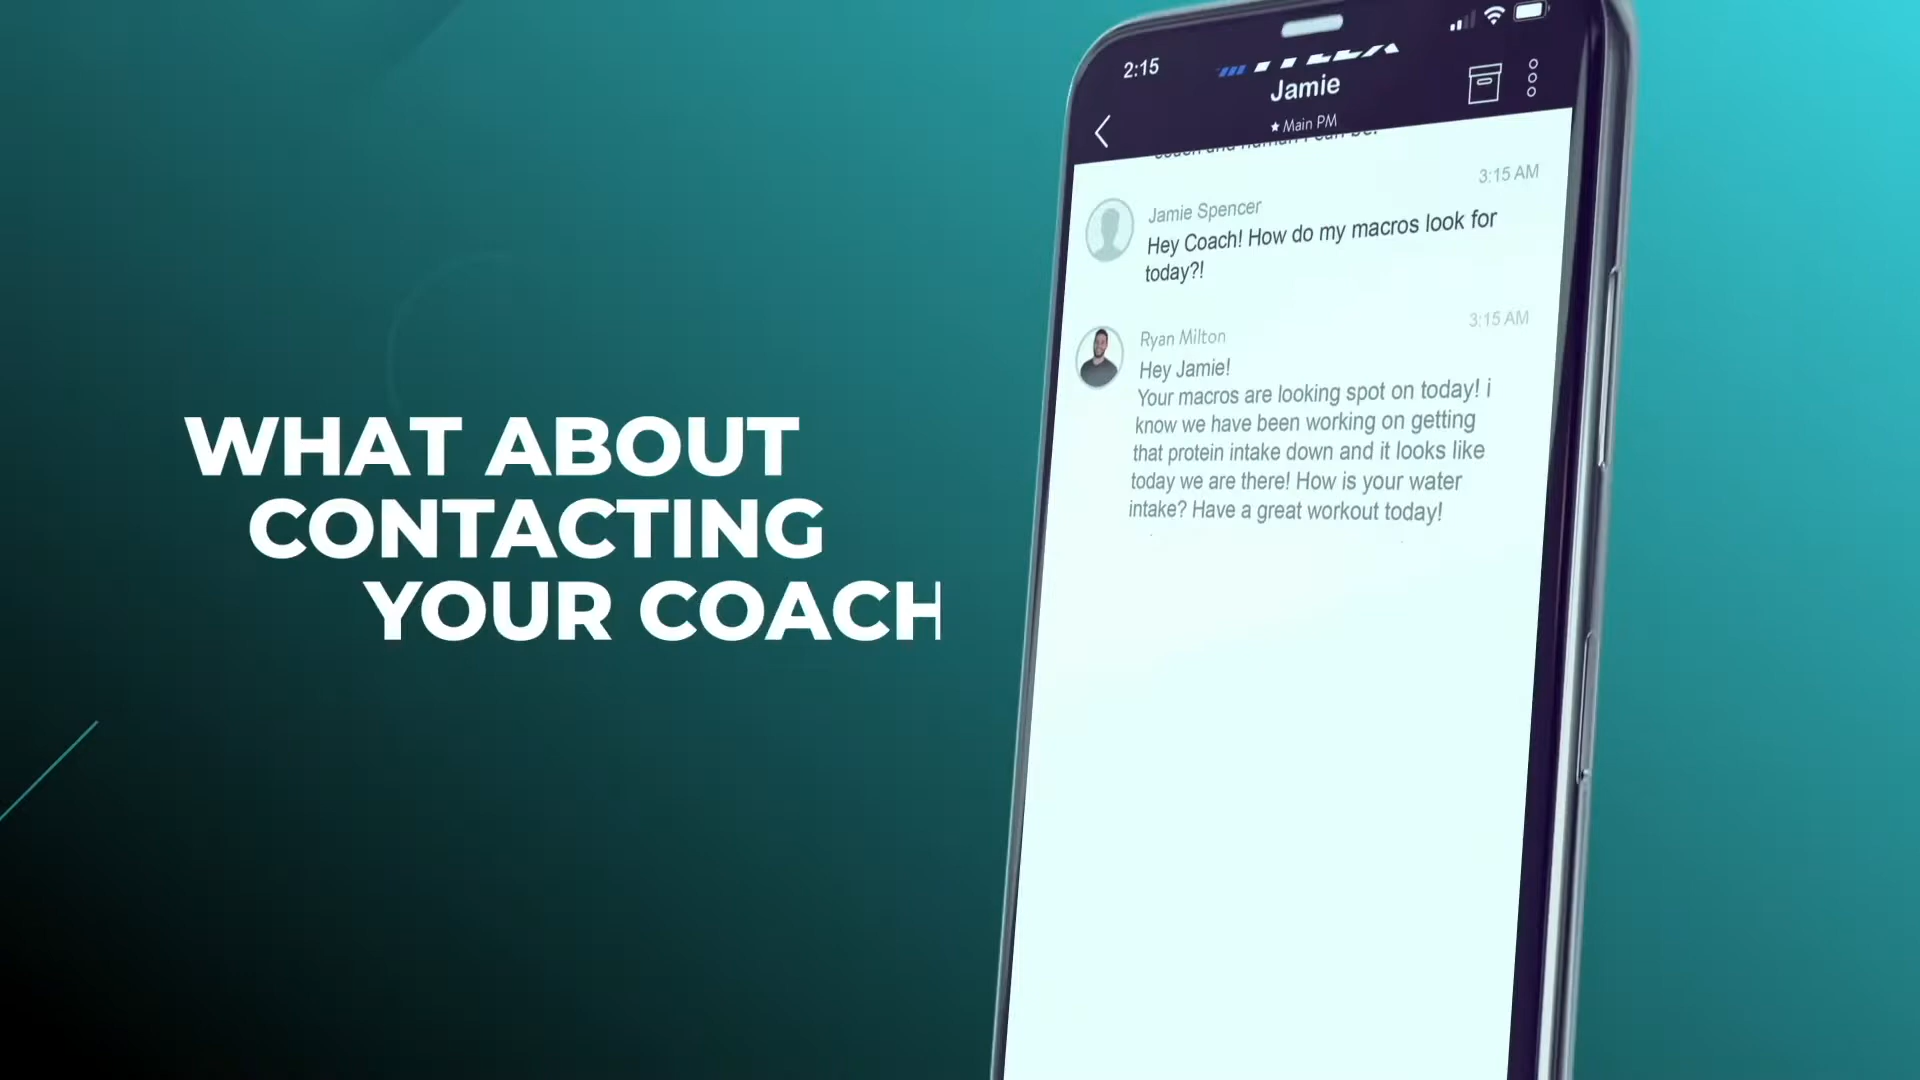 WHAT ABOUT
CONTACTING
YOUR COACH
2:15
Jamie
★ Main PM
3:15 AM
Jamie Spencer
Hey Coach! How do my macros look for
today?!
3:15 AM
Ryan Milton
Hey Jamie!
Your macros are looking spot on today! i
know we have been working on getting
that protein intake down and it looks like
today we are there! How is your water
intake? Have a great workout today!